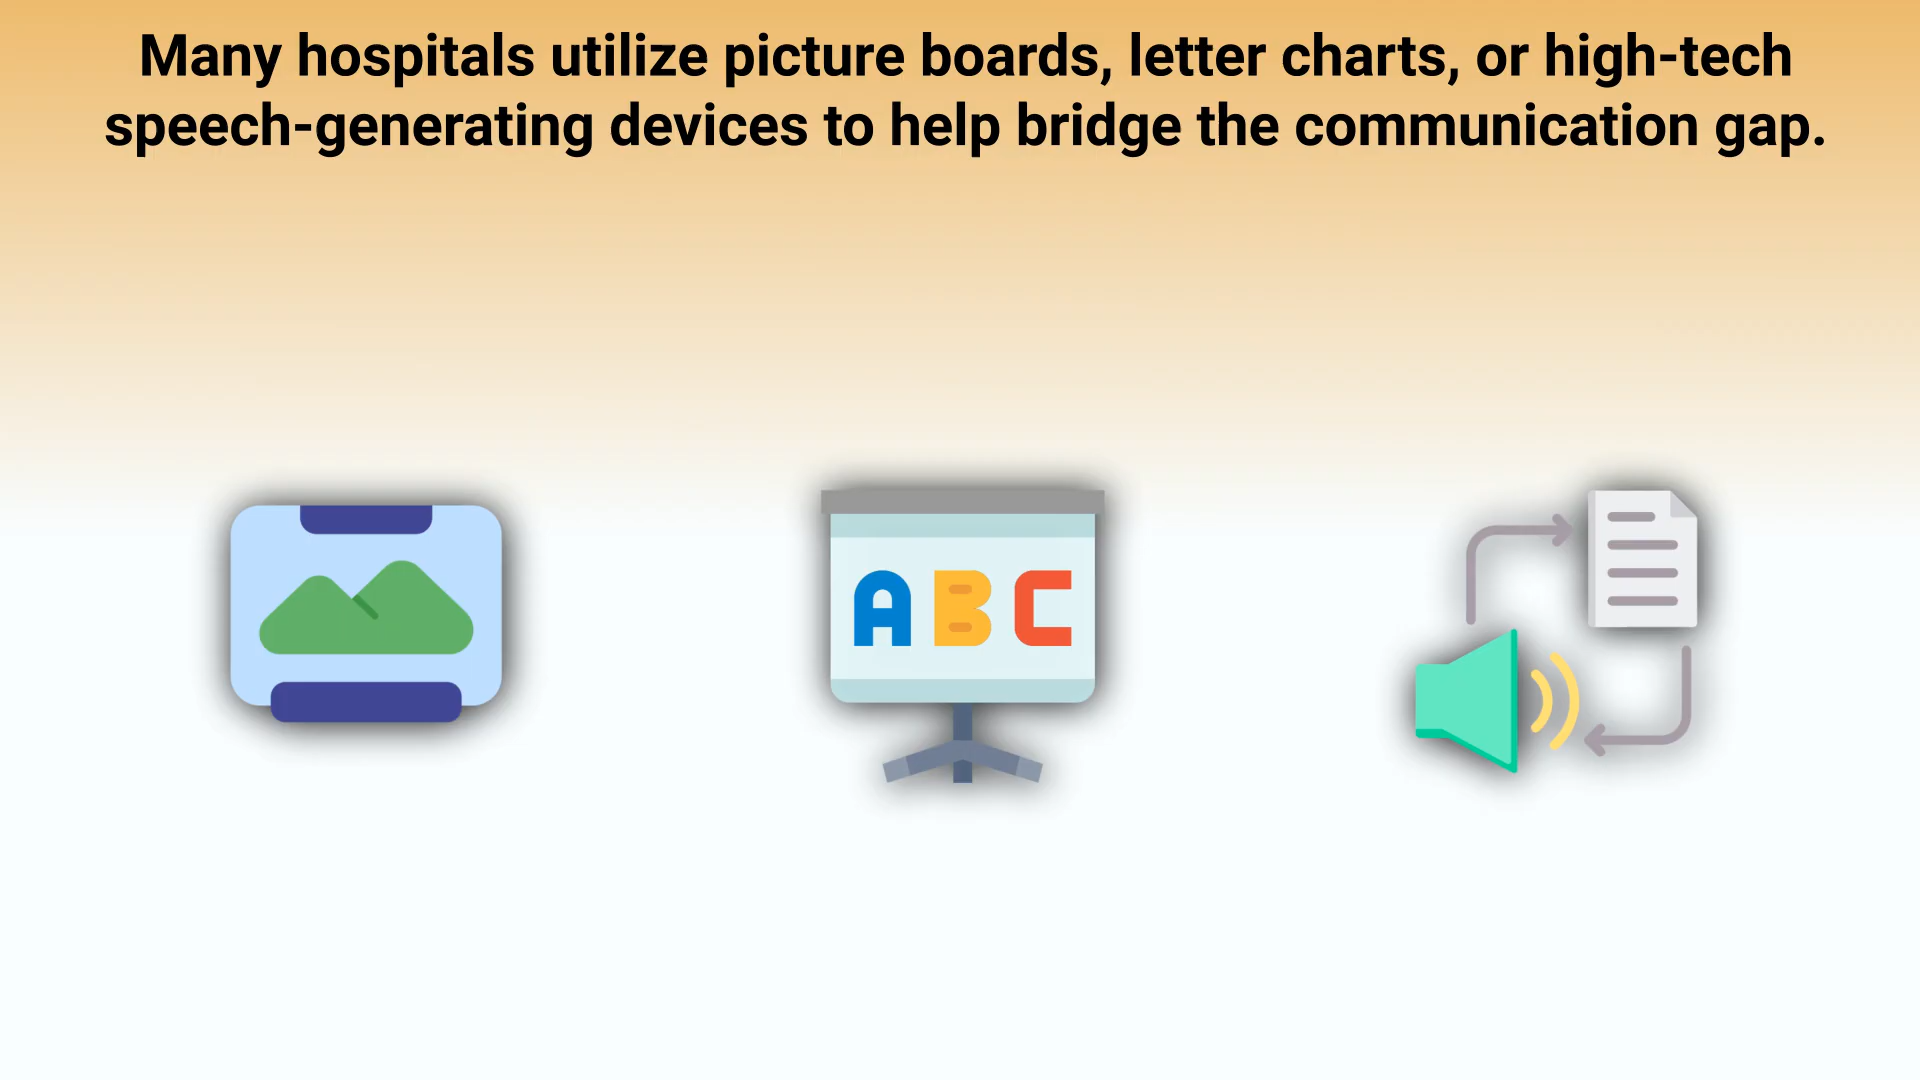 Many hospitals utilize picture boards, letter charts, or high-tech
speech-generating devices to help bridge the communication gap.
ABC